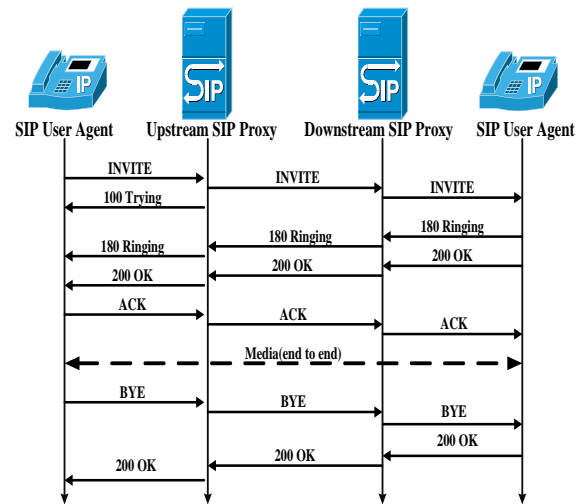 IP
SIP
SIP
IP
SIP User Agent
Upstream SIP Proxy
Downstream SIP Proxy
SIP User Agent
INVITE
INVITE
INVITE
100 Trying
180 Ringing
180 Ringing
180 Ringing
200 OK
200 OK
200 OK
ACK
ACK
ACK
Media(end to end)
BYE
BYE
BYE
200 OK
200 OK
200 OK